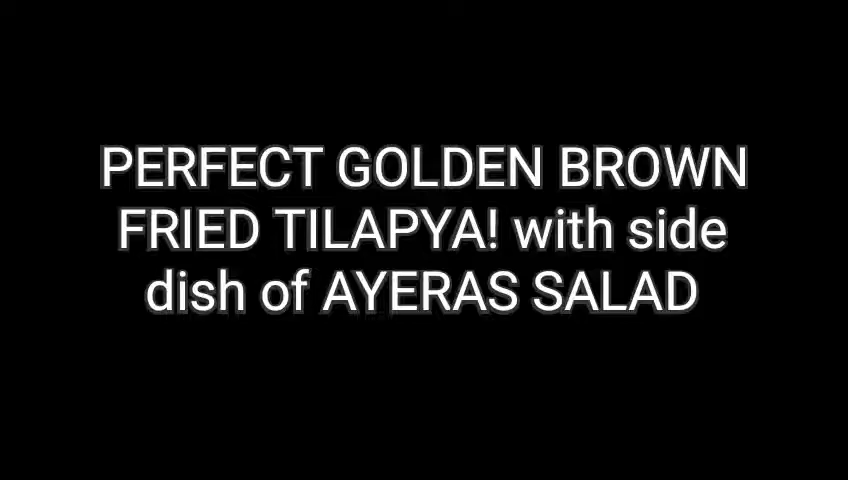 PERFECT GOLDEN BROWN
FRIED TILAPYA! with side
dish of AYERAS SALAD